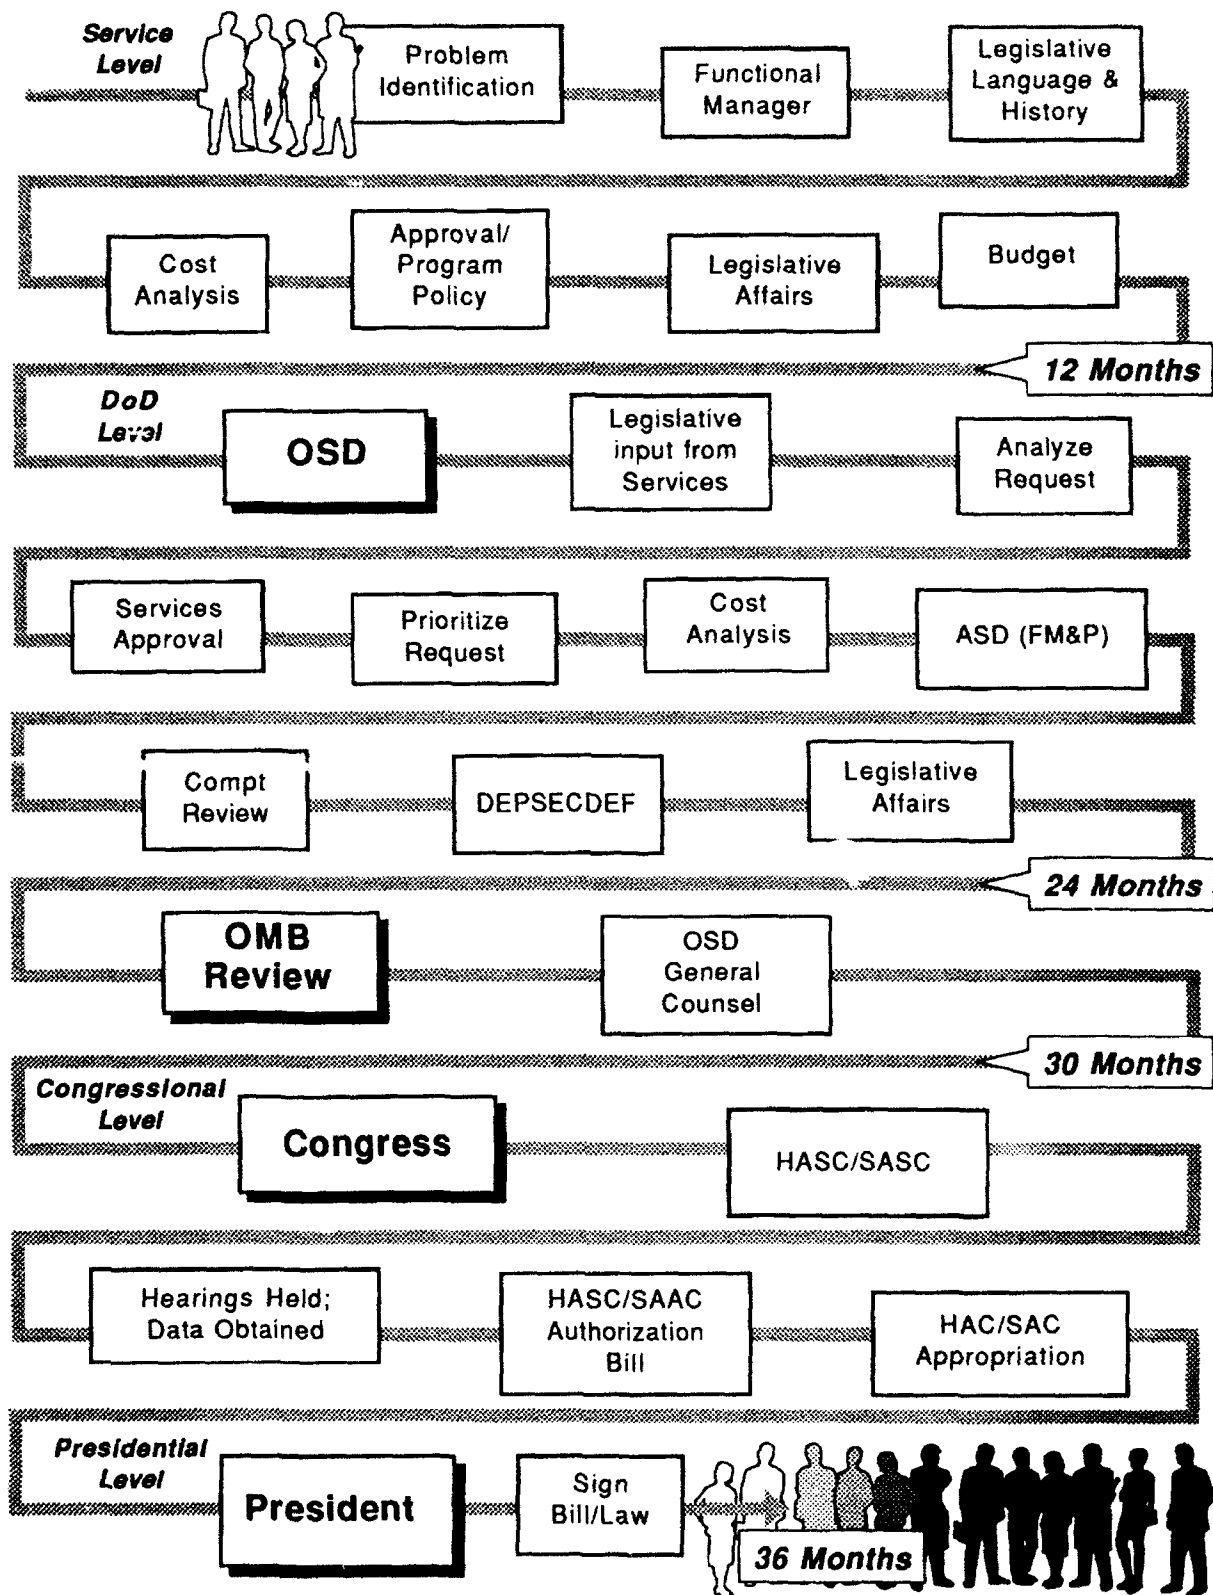 Service
Level
Problem
Identification
Functional
Manager
Legislative
Language &
History
Cost
Analysis
Approval/
Program
Policy
Legislative
Affairs
Budget
12 Months
DoD
Level
OSD
Legislative
input from
Services
Analyze
Request
Services
Approval
Prioritize
Request
Cost
Analysis
ASD (FM&P)
Compt
Review
DEPSECDEF
Legislative
Affairs
24 Months
OMB
Review
OSD
General
Counsel
30 Months
Congressional
Level
Congress
HASC/SASC
Hearings Held;
Data Obtained
HASC/SAAC
Authorization
Bill
HAC/SAC
Appropriation
Presidential
Level
President
Sign
Bill/Law
36 Months